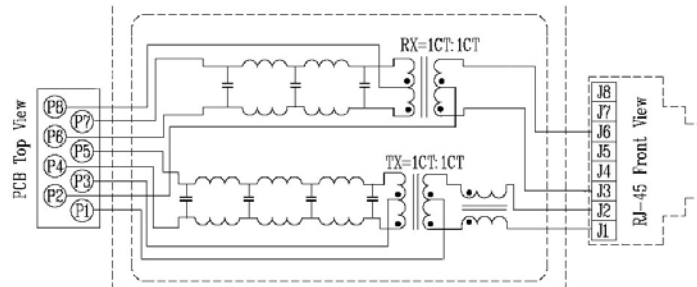 RX=1CT:1CT
P8
P7
P6
P5
P4
P3
P2
P1
PCB Top View
TX=1CT:1CT
J8
J7
J6
J5
J4
J3
J2
J1
RJ-45 Front View